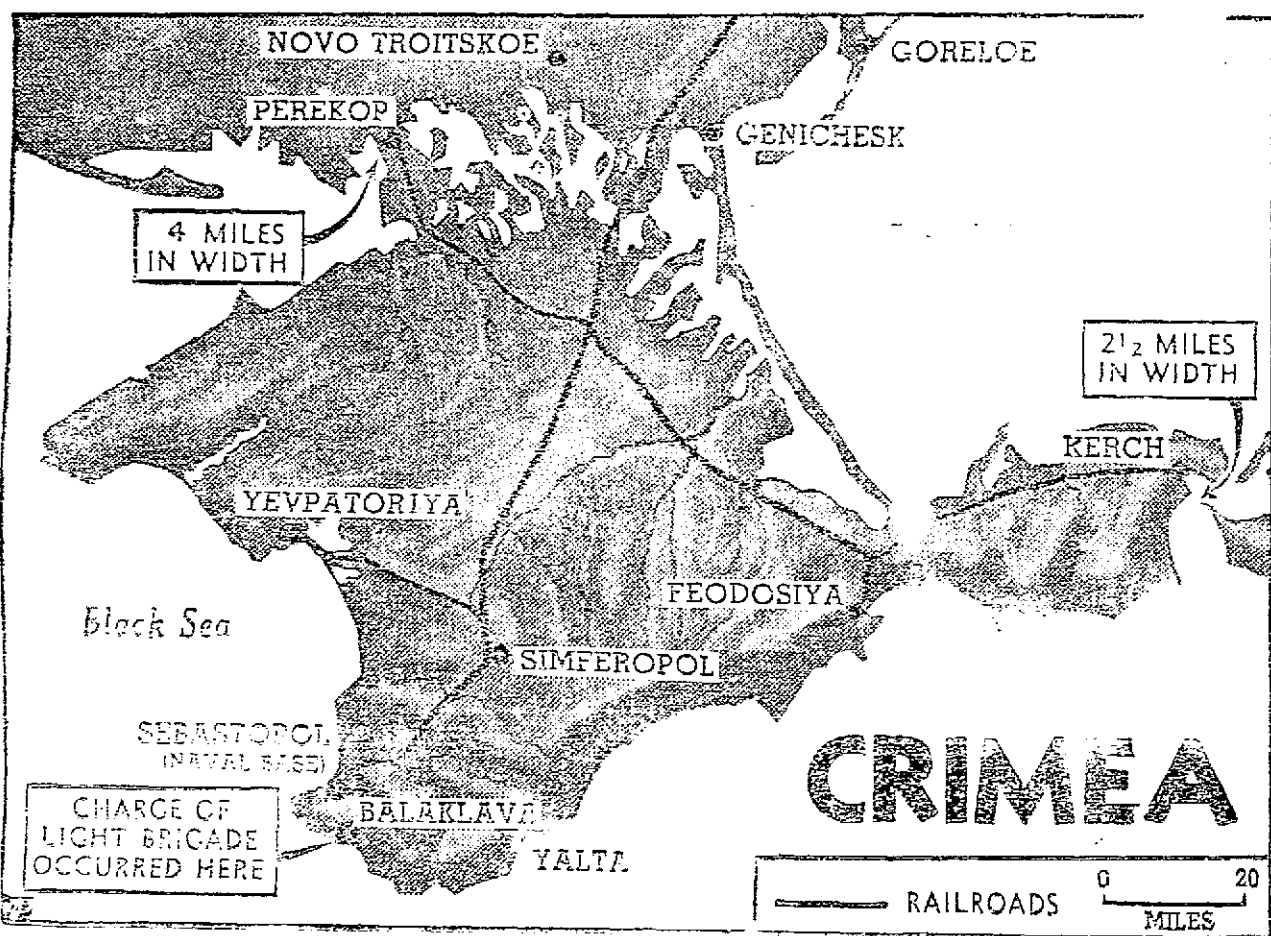 NOVO TROITSKOE
GORELOE
PEREKOP
GENICHESK
4 MILES
IN WIDTH
2½ MILES
IN WIDTH
KERCH
YEVPATORIYA
FEODOSIYA
Black Sea
SIMFEROPOL
SEBASTOPOL
(NAVAL BASE)
CRIMEA
CHARGE OF
LIGHT BRIGADE
OCCURRED HERE
BALAKLAVA
YALTA
RAILROADS
0 20
MILES